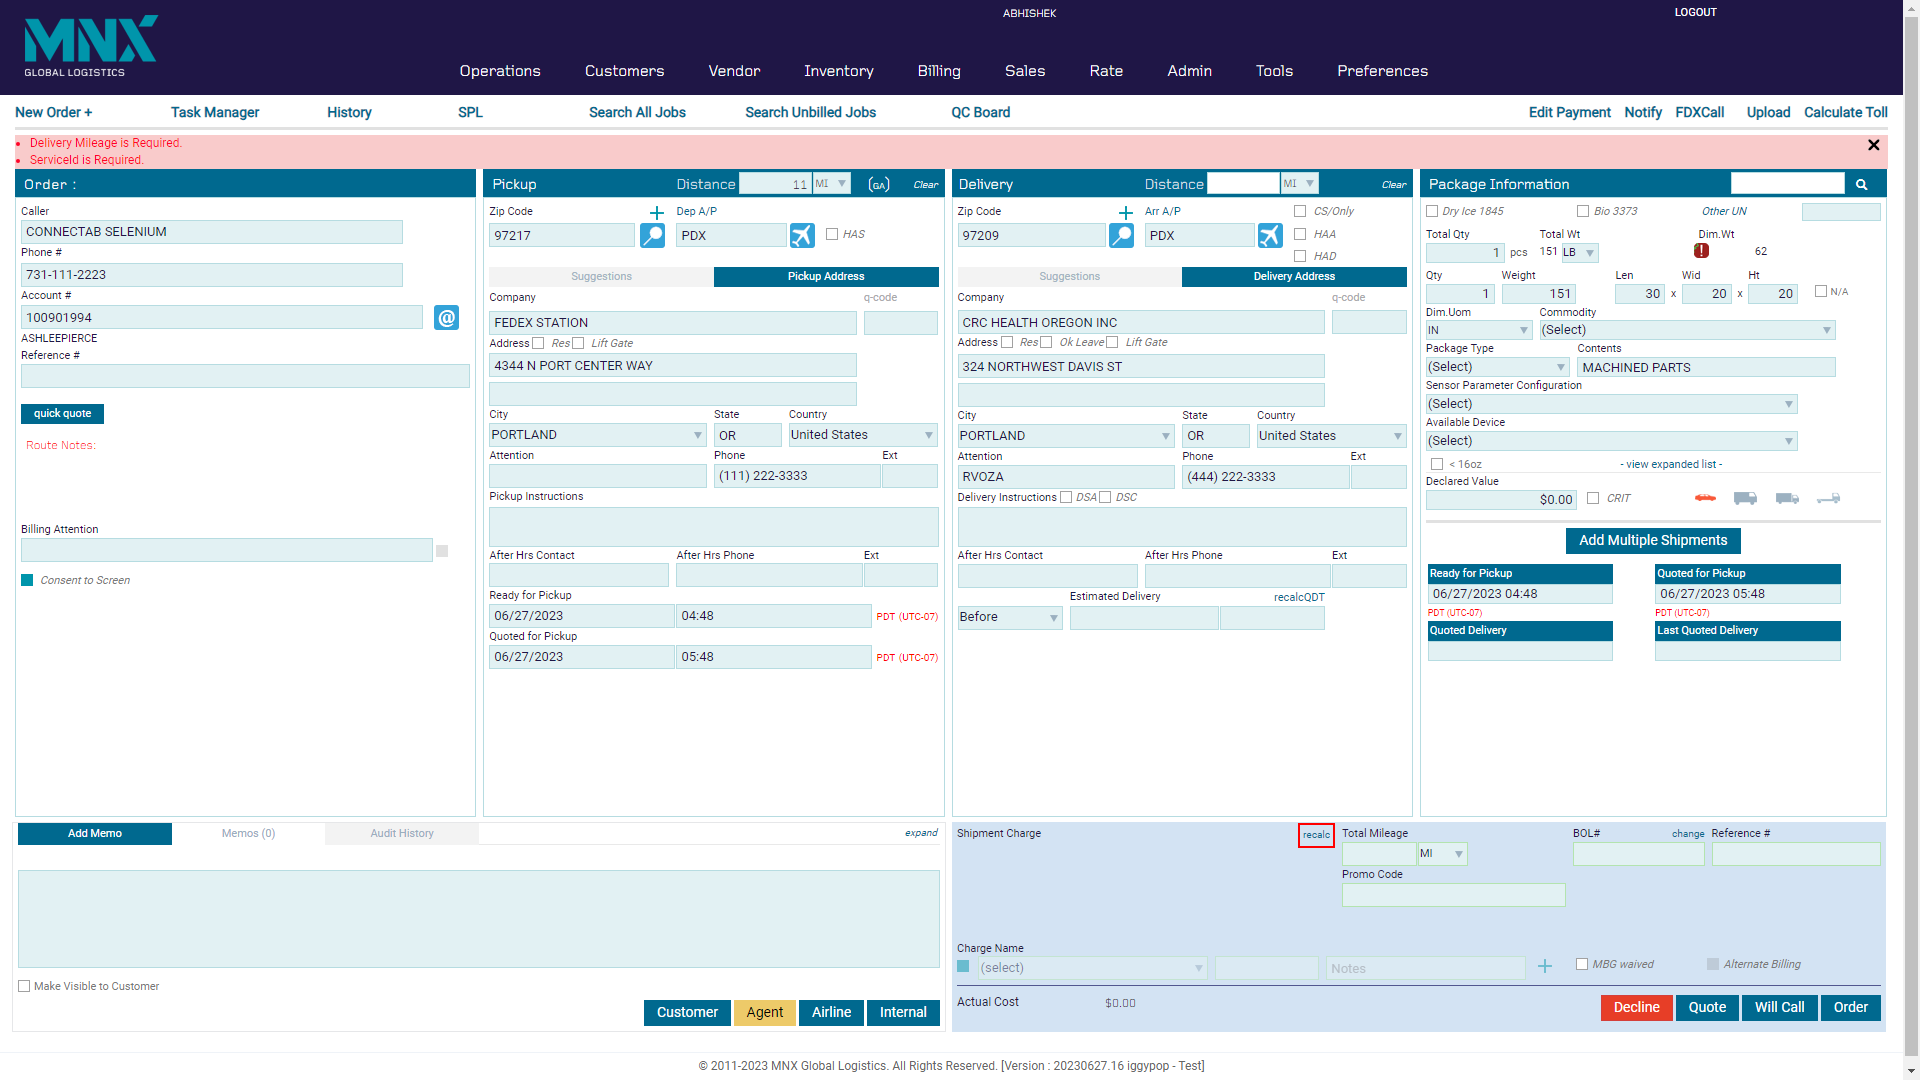 MNX
GLOBAL LOGISTICS
ABHISHEK
LOGOUT
Operations Customers Vendor Inventory Billing Sales Rate Admin Tools Preferences
New Order + Task Manager History SPL Search All Jobs Search Unbilled Jobs QC Board Edit Payment Notify FDXCall Upload Calculate Toll
Delivery Mileage is Required.
ServiceId is Required.
Order :
Caller
CONNECTAB SELENIUM
Phone #
731-111-2223
Account #
100901994
@
ASHLEEPIERCE
Reference #
quick quote
Route Notes:
Billing Attention
Consent to Screen
Pickup Distance 11 MI (GA) Clear
Zip Code Dep A/P
97217 PDX HAS
Suggestions Pickup Address
Company q-code
FEDEX STATION
Address Res Lift Gate
4344 N PORT CENTER WAY
City State Country
PORTLAND OR United States
Attention Phone Ext
(111) 222-3333
Pickup Instructions
After Hrs Contact After Hrs Phone Ext
Ready for Pickup
06/27/2023 04:48 PDT (UTC-07)
Quoted for Pickup
06/27/2023 05:48 PDT (UTC-07)
Delivery Distance MI Clear
Zip Code Arr A/P CS/Only
97209 PDX HAA
HAD
Suggestions Delivery Address
Company q-code
CRC HEALTH OREGON INC
Address Res Ok Leave Lift Gate
324 NORTHWEST DAVIS ST
City State Country
PORTLAND OR United States
Attention Phone Ext
RVOZA (444) 222-3333
Delivery Instructions DSA DSC
After Hrs Contact After Hrs Phone Ext
Estimated Delivery recalcQDT
Before
Package Information
Dry Ice 1845 Bio 3373 Other UN
Total Qty Total Wt Dim.Wt
1 pcs 151 LB ! 62
Qty Weight Len Wid Ht
1 151 30 x 20 x 20 N/A
Dim.Uom Commodity
IN (Select)
Package Type Contents
(Select) MACHINED PARTS
Sensor Parameter Configuration
(Select)
Available Device
(Select)
< 16oz - view expanded list -
Declared Value
$0.00 CRIT
Add Multiple Shipments
Ready for Pickup Quoted for Pickup
06/27/2023 04:48 06/27/2023 05:48
PDT (UTC-07) PDT (UTC-07)
Quoted Delivery Last Quoted Delivery
Add Memo Memos (0) Audit History expand
Make Visible to Customer
Customer Agent Airline Internal
Shipment Charge recalc Total Mileage BOL# change Reference #
MI
Promo Code
Charge Name
(select) Notes MBG waived Alternate Billing
Actual Cost $0.00
Decline Quote Will Call Order
© 2011-2023 MNX Global Logistics. All Rights Reserved. [Version : 20230627.16 iggypop - Test]